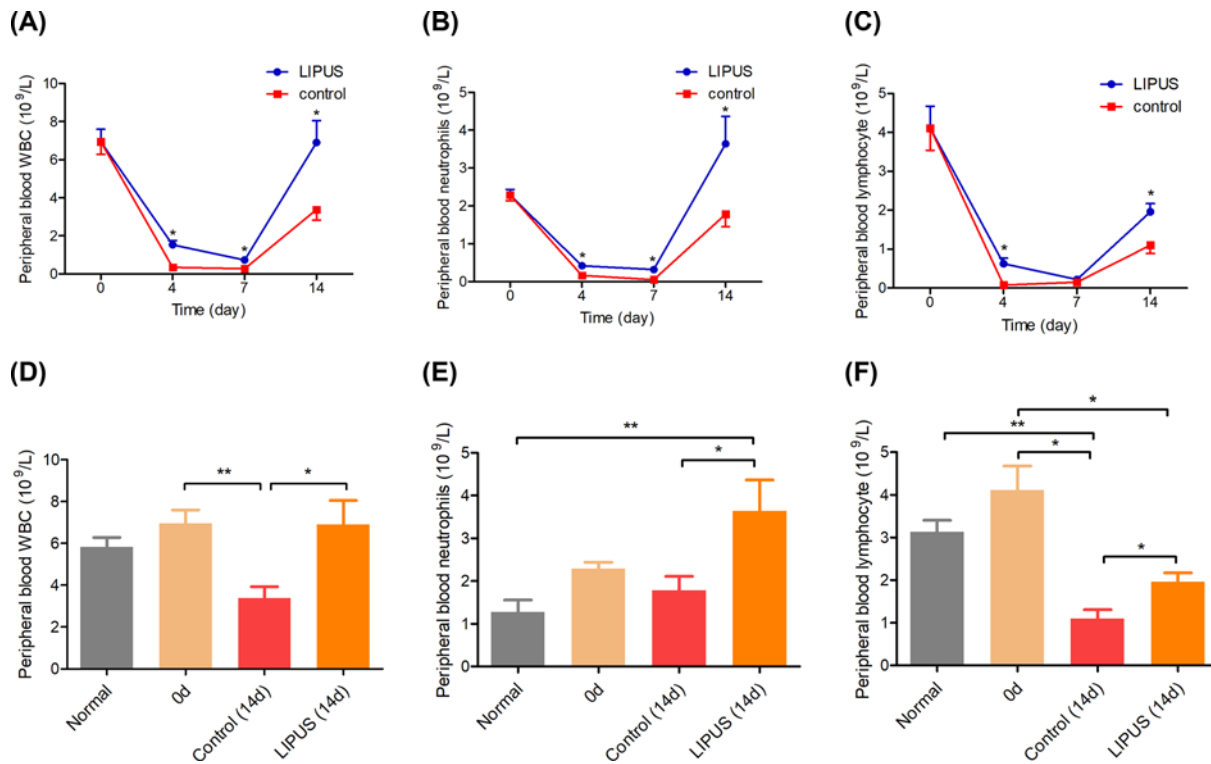 (A)
LIPUS
control
Peripheral blood WBC (10⁹/L)
10
8
6
4
2
0
0 4 7 14
* * *
Time (day)
(B)
LIPUS
control
Peripheral blood neutrophils (10⁹/L)
5
4
3
2
1
0
0 4 7 14
* * *
Time (day)
(C)
LIPUS
control
Peripheral blood lymphocyte (10⁹/L)
5
4
3
2
1
0
0 4 7 14
* *
Time (day)
(D)
Peripheral blood WBC (10⁹/L)
10
8
6
4
2
0
** *
Normal
0d
Control (14d)
LIPUS (14d)
(E)
Peripheral blood neutrophils (10⁹/L)
5
4
3
2
1
0
**
*
Normal
0d
Control (14d)
LIPUS (14d)
(F)
Peripheral blood lymphocyte (10⁹/L)
5
4
3
2
1
0
*
**
*
*
Normal
0d
Control (14d)
LIPUS (14d)